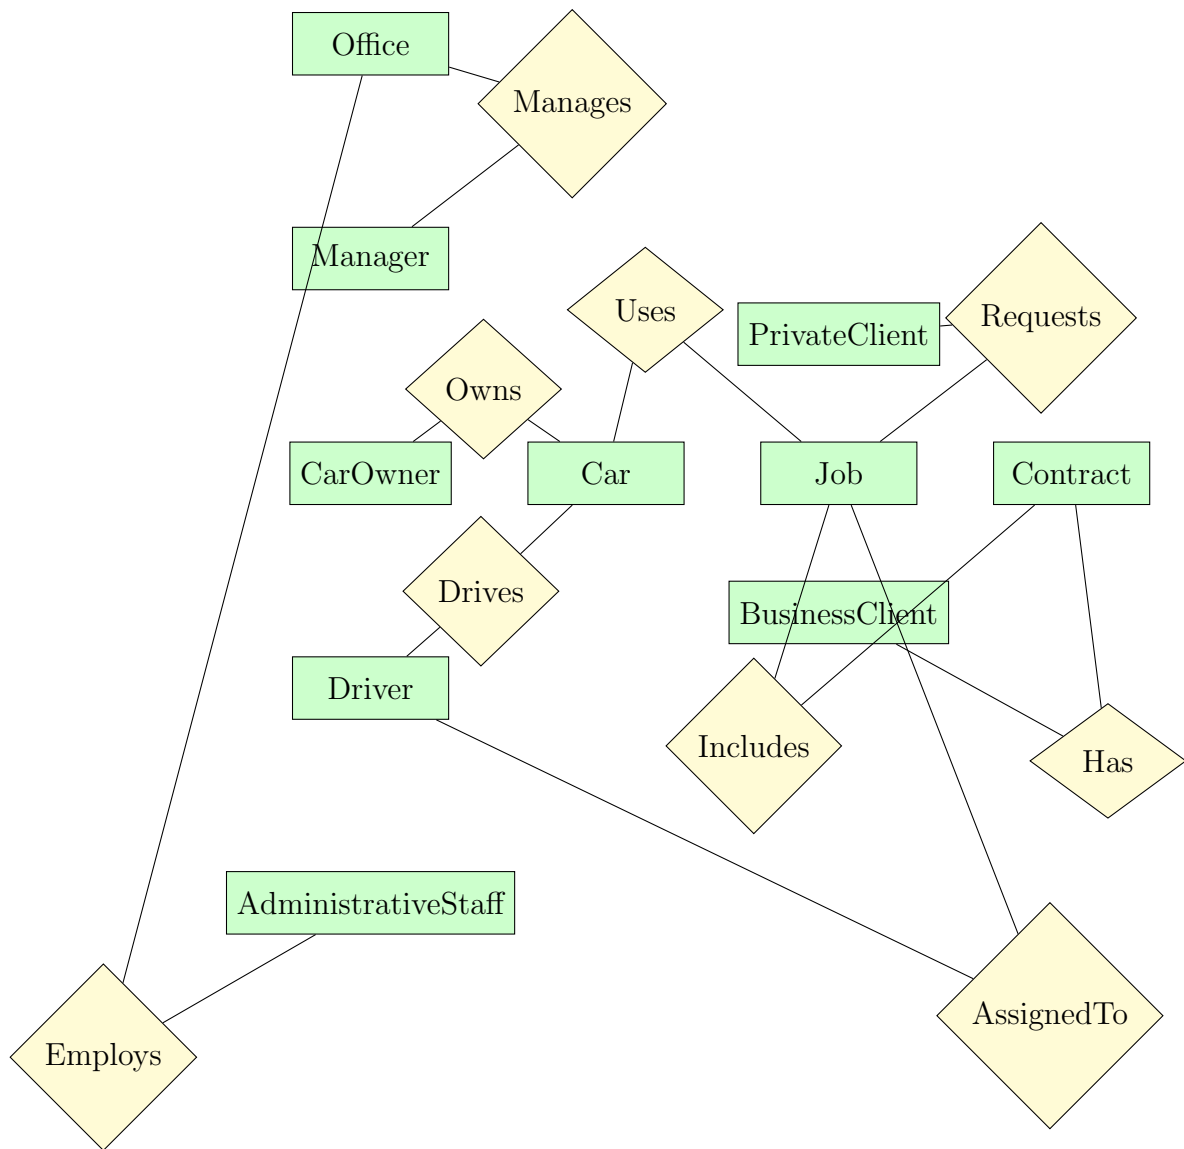 Office
Manages
Manager
Uses
Requests
PrivateClient
Owns
CarOwner
Car
Job
Contract
Drives
BusinessClient
Driver
Includes
Has
AdministrativeStaff
AssignedTo
Employs